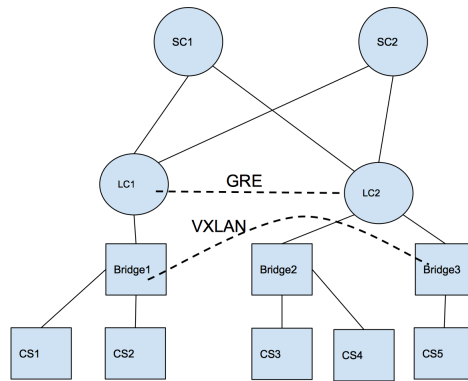 SC1
SC2
GRE
LC1
LC2
VXLAN
Bridge1
Bridge2
Bridge3
CS1
CS2
CS3
CS4
CS5